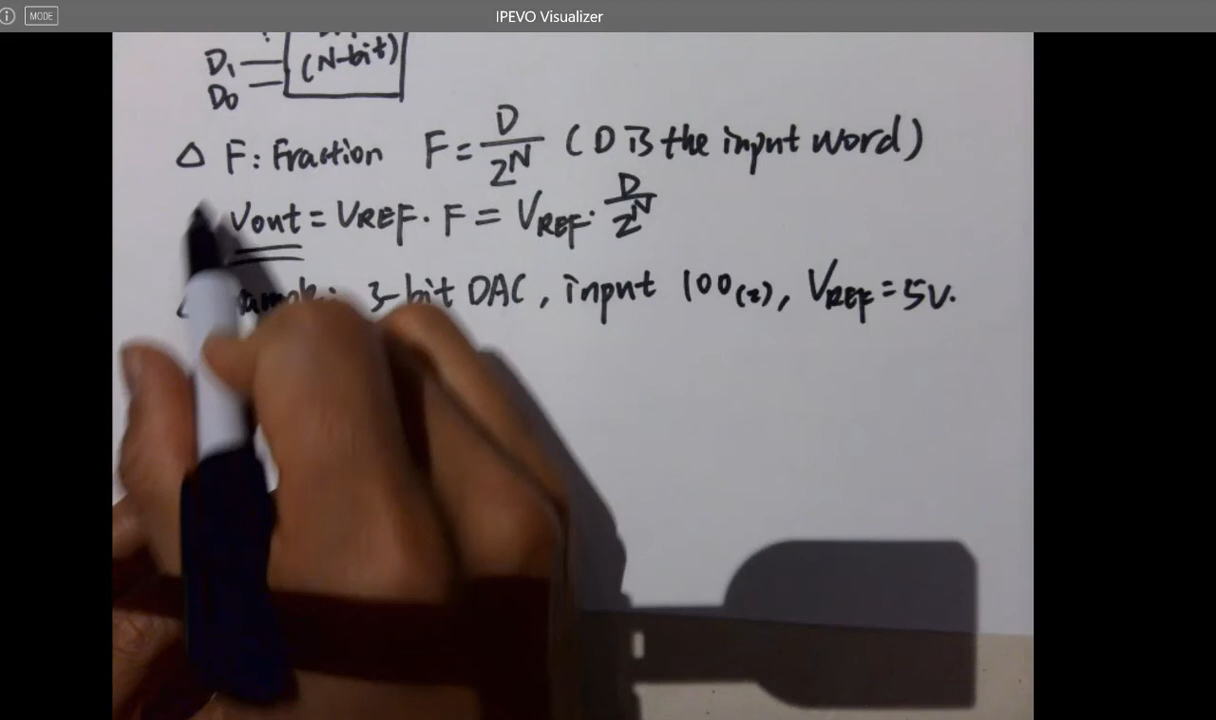 MODE IPEVO Visualizer
D₁ (N-bit)
D₀
△ F: Fraction F = D/2^N (D is the input word)
Vout = VREF · F = VREF · D/2^N
3-bit DAC, input 100(2), VREF = 5V.